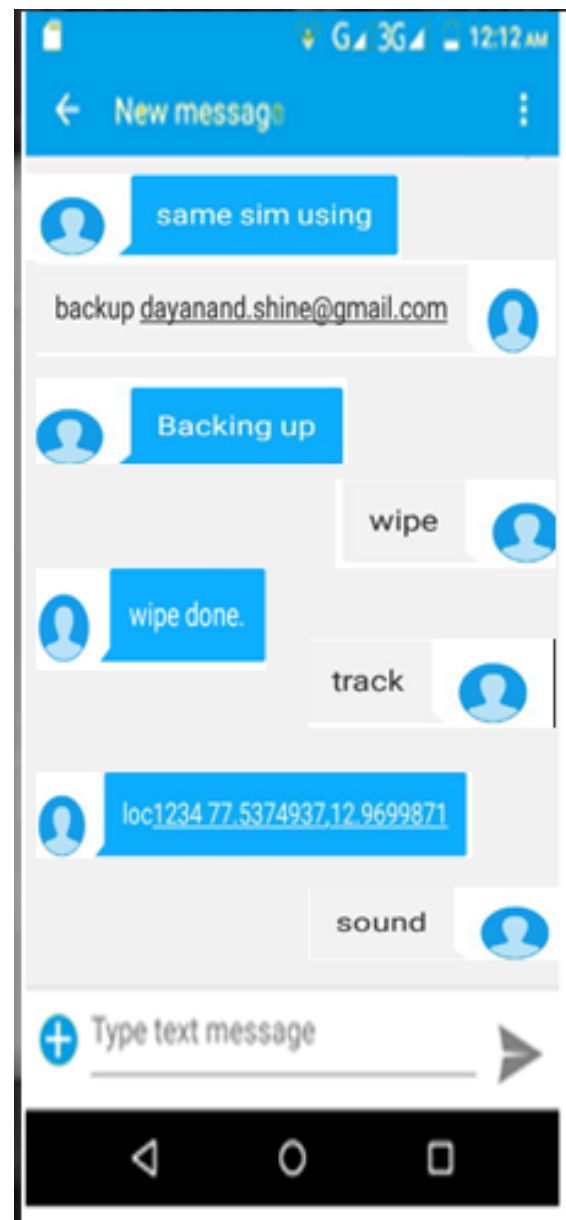 G 3G 12:12 AM
New message
same sim using
backup dayanand.shine@gmail.com
Backing up
wipe
wipe done.
track
loc1234 77.5374937,12.9699871
sound
Type text message